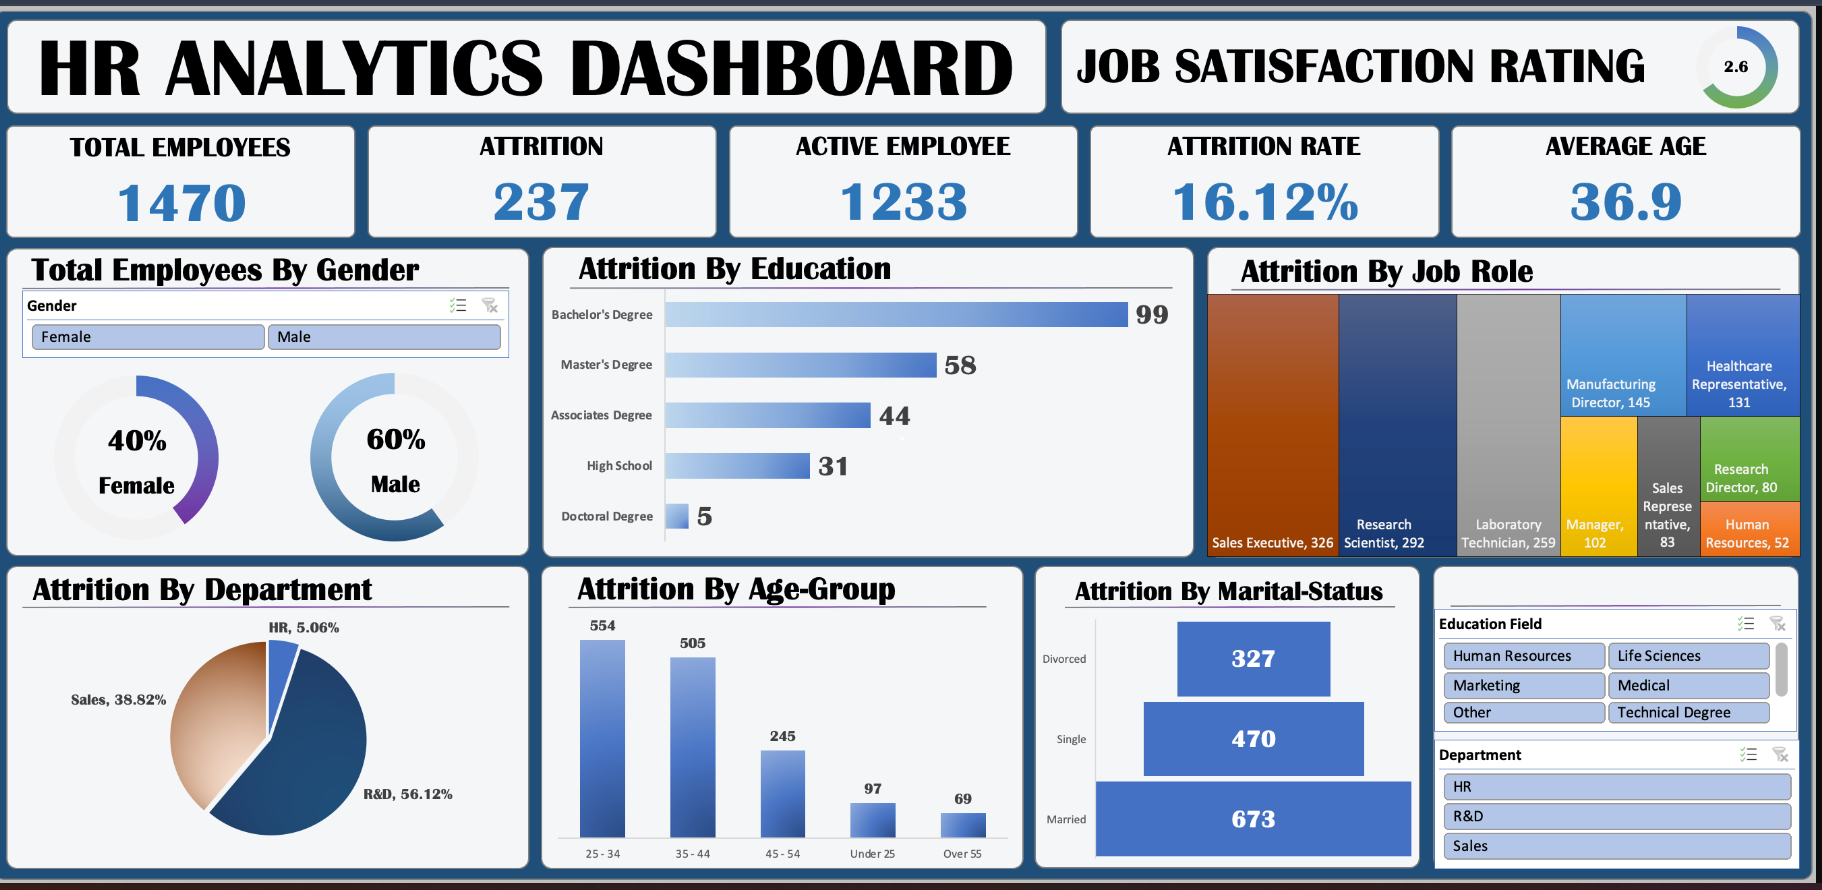 HR ANALYTICS DASHBOARD
JOB SATISFACTION RATING
2.6
TOTAL EMPLOYEES
1470
ATTRITION
237
ACTIVE EMPLOYEE
1233
ATTRITION RATE
16.12%
AVERAGE AGE
36.9
Total Employees By Gender
Gender
Female
Male
40%
Female
60%
Male
Attrition By Education
Bachelor's Degree
99
Master's Degree
58
Associates Degree
44
High School
31
Doctoral Degree
5
Attrition By Job Role
Sales Executive, 326
Research
Scientist, 292
Laboratory
Technician, 259
Manufacturing
Director, 145
Healthcare
Representative,
131
Manager,
102
Sales
Represe
ntative,
83
Research
Director, 80
Human
Resources, 52
Attrition By Department
HR, 5.06%
Sales, 38.82%
R&D, 56.12%
Attrition By Age-Group
554
505
245
97
69
25 - 34
35 - 44
45 - 54
Under 25
Over 55
Attrition By Marital-Status
Divorced
327
Single
470
Married
673
Education Field
Human Resources
Life Sciences
Marketing
Medical
Other
Technical Degree
Department
HR
R&D
Sales